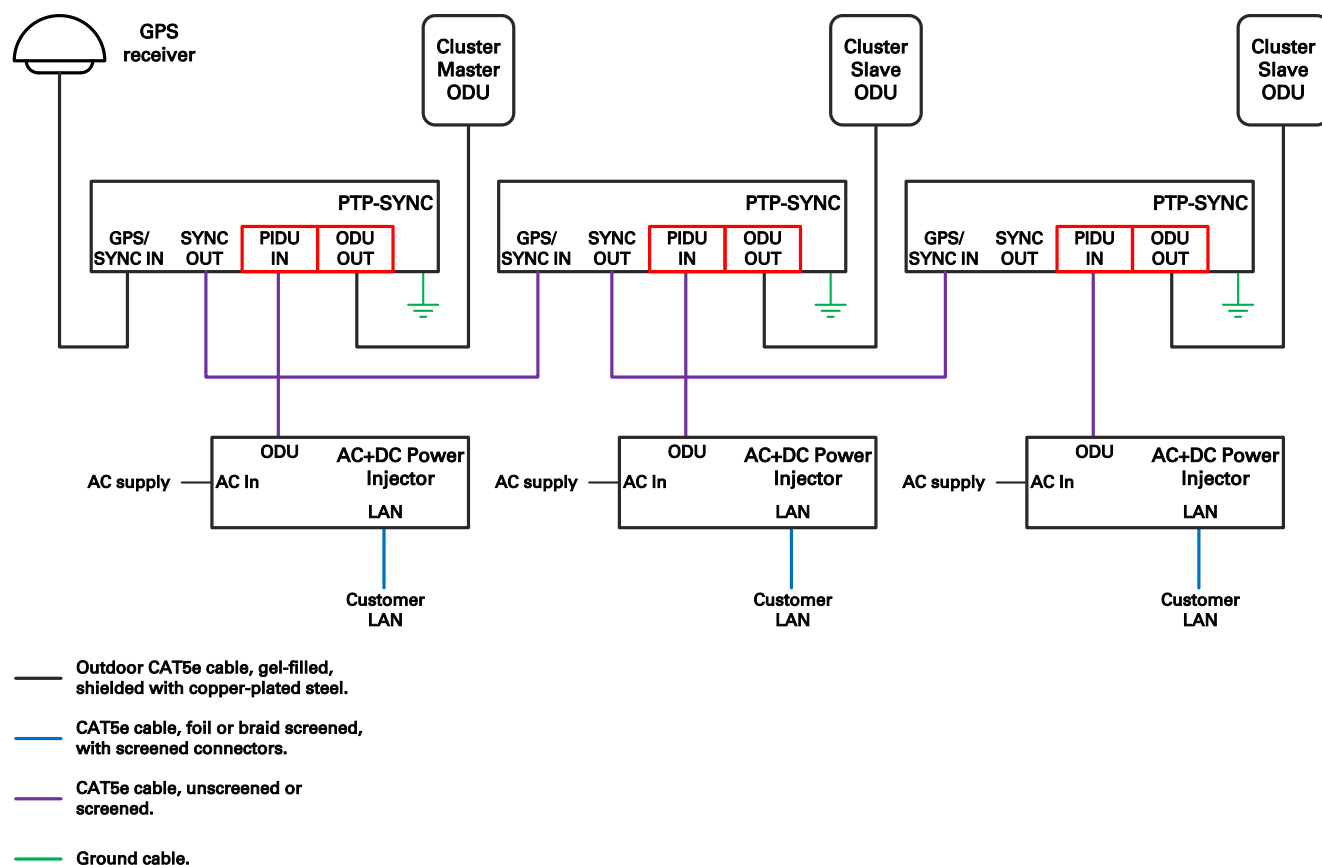 GPS
receiver
Cluster
Master
ODU
Cluster
Slave
ODU
Cluster
Slave
ODU
PTP-SYNC
GPS/
SYNC IN
SYNC
OUT
PIDU
IN
ODU
OUT
PTP-SYNC
GPS/
SYNC IN
SYNC
OUT
PIDU
IN
ODU
OUT
PTP-SYNC
GPS/
SYNC IN
SYNC
OUT
PIDU
IN
ODU
OUT
AC supply
AC In
ODU
AC+DC Power
Injector
LAN
Customer
LAN
AC supply
AC In
ODU
AC+DC Power
Injector
LAN
Customer
LAN
AC supply
AC In
ODU
AC+DC Power
Injector
LAN
Customer
LAN
Outdoor CAT5e cable, gel-filled,
shielded with copper-plated steel.
CAT5e cable, foil or braid screened,
with screened connectors.
CAT5e cable, unscreened or
screened.
Ground cable.